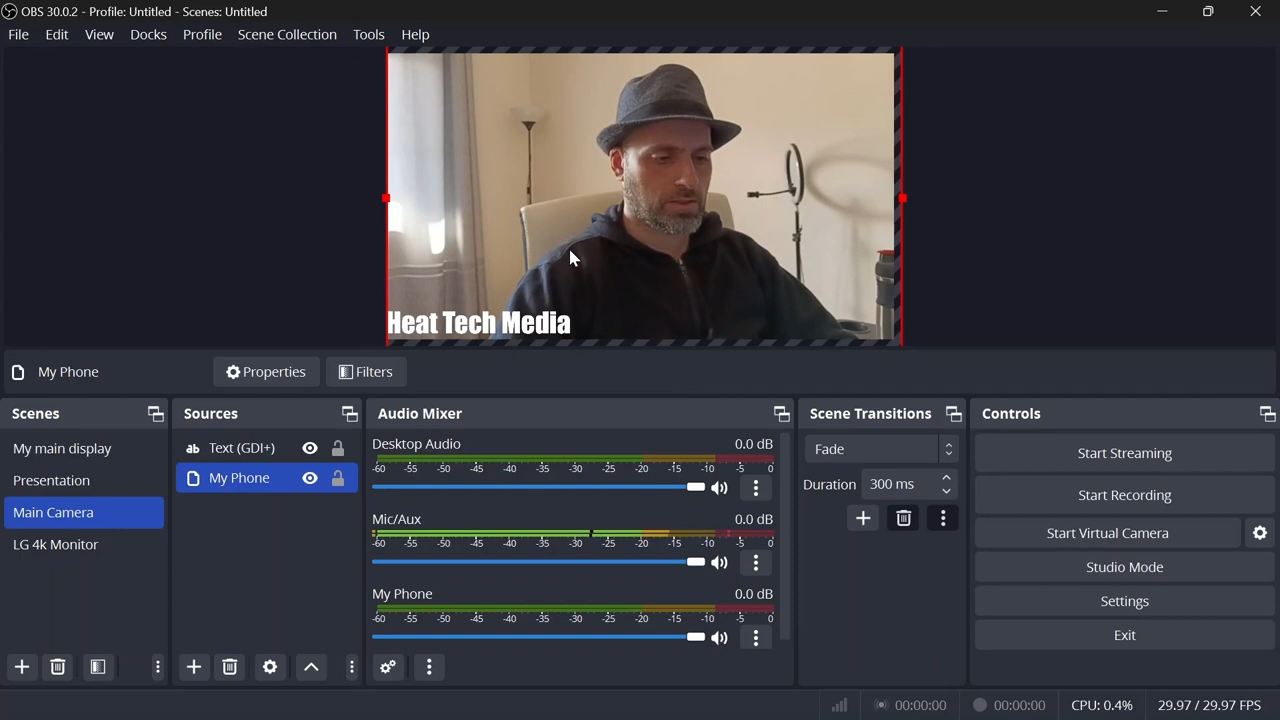 OBS 30.0.2 - Profile: Untitled - Scenes: Untitled
File Edit View Docks Profile Scene Collection Tools Help
Heat Tech Media
My Phone Properties Filters
Scenes
My main display
Presentation
Main Camera
LG 4k Monitor
Sources
ab Text (GDI+)
My Phone
Audio Mixer
Desktop Audio 0.0 dB
-60 -55 -50 -45 -40 -35 -30 -25 -20 -15 -10 -5 0
Mic/Aux 0.0 dB
-60 -55 -50 -45 -40 -35 -30 -25 -20 -15 -10 -5 0
My Phone 0.0 dB
-60 -55 -50 -45 -40 -35 -30 -25 -20 -15 -10 -5 0
Scene Transitions
Fade
Duration 300 ms
Controls
Start Streaming
Start Recording
Start Virtual Camera
Studio Mode
Settings
Exit
00:00:00 00:00:00 CPU: 0.4% 29.97 / 29.97 FPS